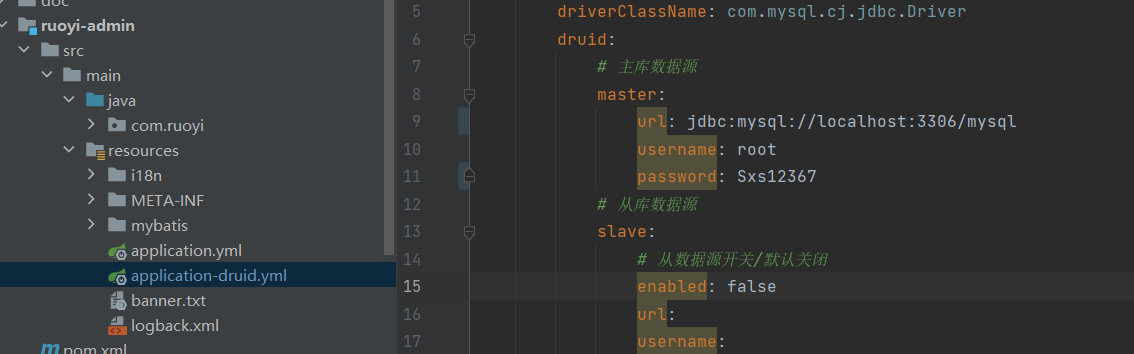 doc
ruoyi-admin
src
main
java
com.ruoyi
resources
i18n
META-INF
mybatis
application.yml
application-druid.yml
banner.txt
logback.xml
pom.xml
5 driverClassName: com.mysql.cj.jdbc.Driver
6 druid:
7 # 主库数据源
8 master:
9 url: jdbc:mysql://localhost:3306/mysql
10 username: root
11 password: Sxs12367
12 # 从库数据源
13 slave:
14 # 从数据源开关/默认关闭
15 enabled: false
16 url:
17 username: